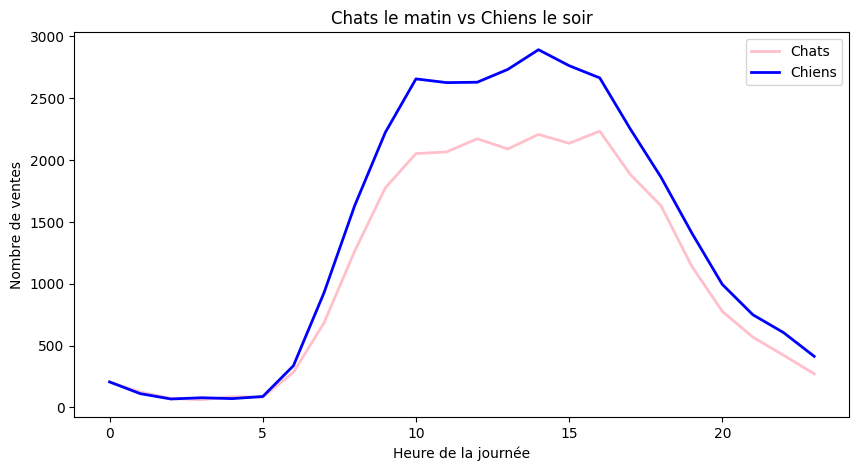 Chats le matin vs Chiens le soir
Chats
Chiens
3000
2500
2000
1500
1000
500
0
Nombre de ventes
0 5 10 15 20
Heure de la journée